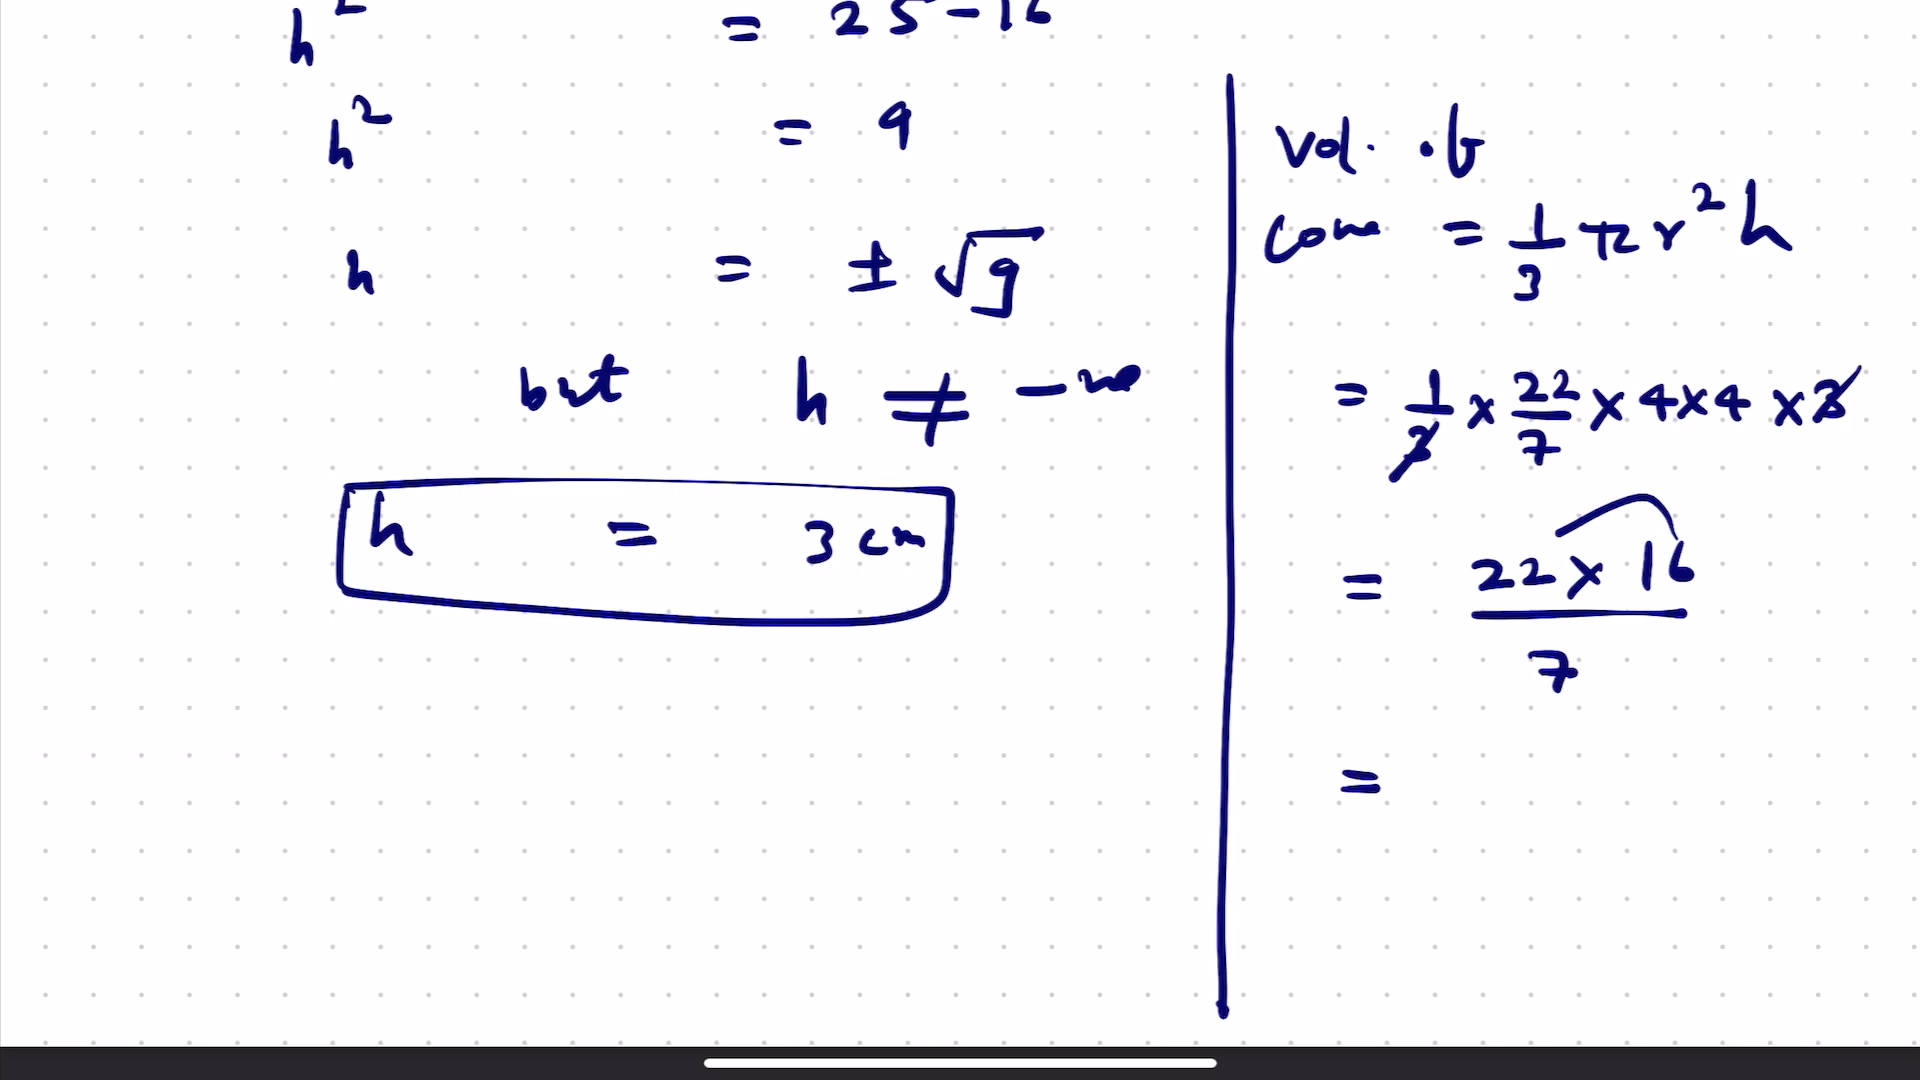 h² = 25-16
h² = 9
h = ± √9
but h ≠ -ve
h = 3 cm
Vol. of
Cone = 1/3 π r² h
= 1/3 × 22/7 × 4×4 ×3
= 22 × 16 / 7
=